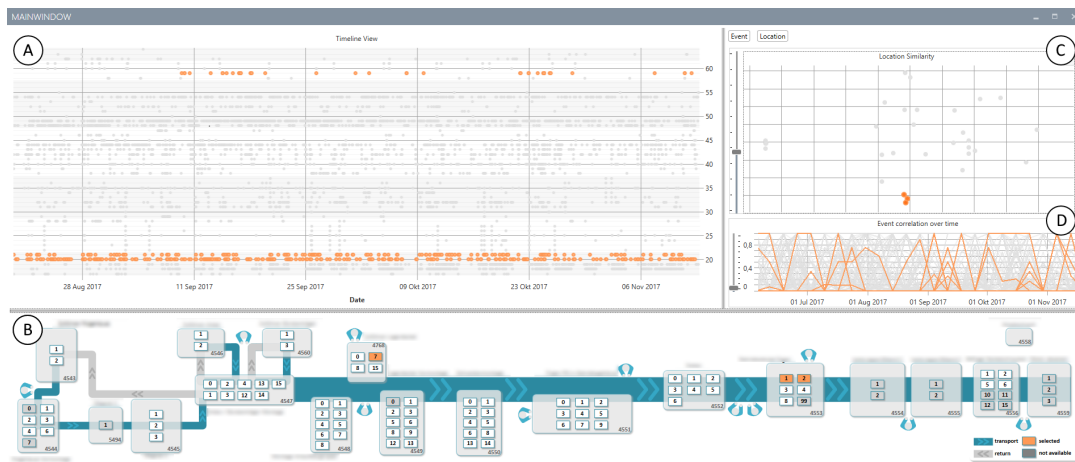 MAINWINDOW
A
Timeline View
60
55
50
45
40
35
30
25
20
28 Aug 2017
11 Sep 2017
25 Sep 2017
09 Okt 2017
23 Okt 2017
06 Nov 2017
Date
Event
Location
C
Location Similarity
D
Event correlation over time
0,8
0,4
0
01 Jul 2017
01 Aug 2017
01 Sep 2017
01 Okt 2017
01 Nov 2017
B
1
2
4543
0 1
2 3
4 6
7
4544
1
5494
1
2
3
4545
1
2
4546
1
3
4560
0 2 4 13 15
1 3 12 14
4547
4768
0 7
8 15
0 1
2 3
4 5
6 7
8
4548
0 1
2 3
4 5
6 8
9 11
12 13
4549
0 1
2 3
4 5
6 8
9 12
13 14
4550
0 1 2
3 4 5
6 7 9
4551
0 1 2
3 4 5
6
4552
1 2
3 4
8 99
4553
1
2
4554
1
2
4555
1 2
5 6
10 11
12 15
4556
1
2
3
4559
4558
transport selected
return not available